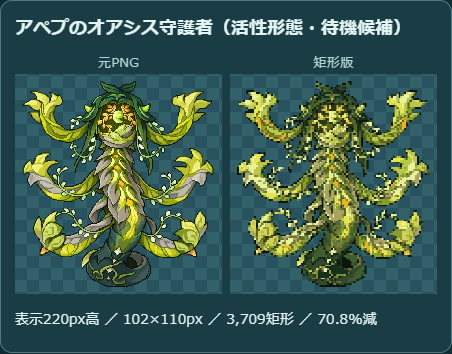 アペプのオアシス守護者（活性形態・待機候補）
元PNG
矩形版
表示220px高 ／ 102×110px ／ 3,709矩形 ／ 70.8%減